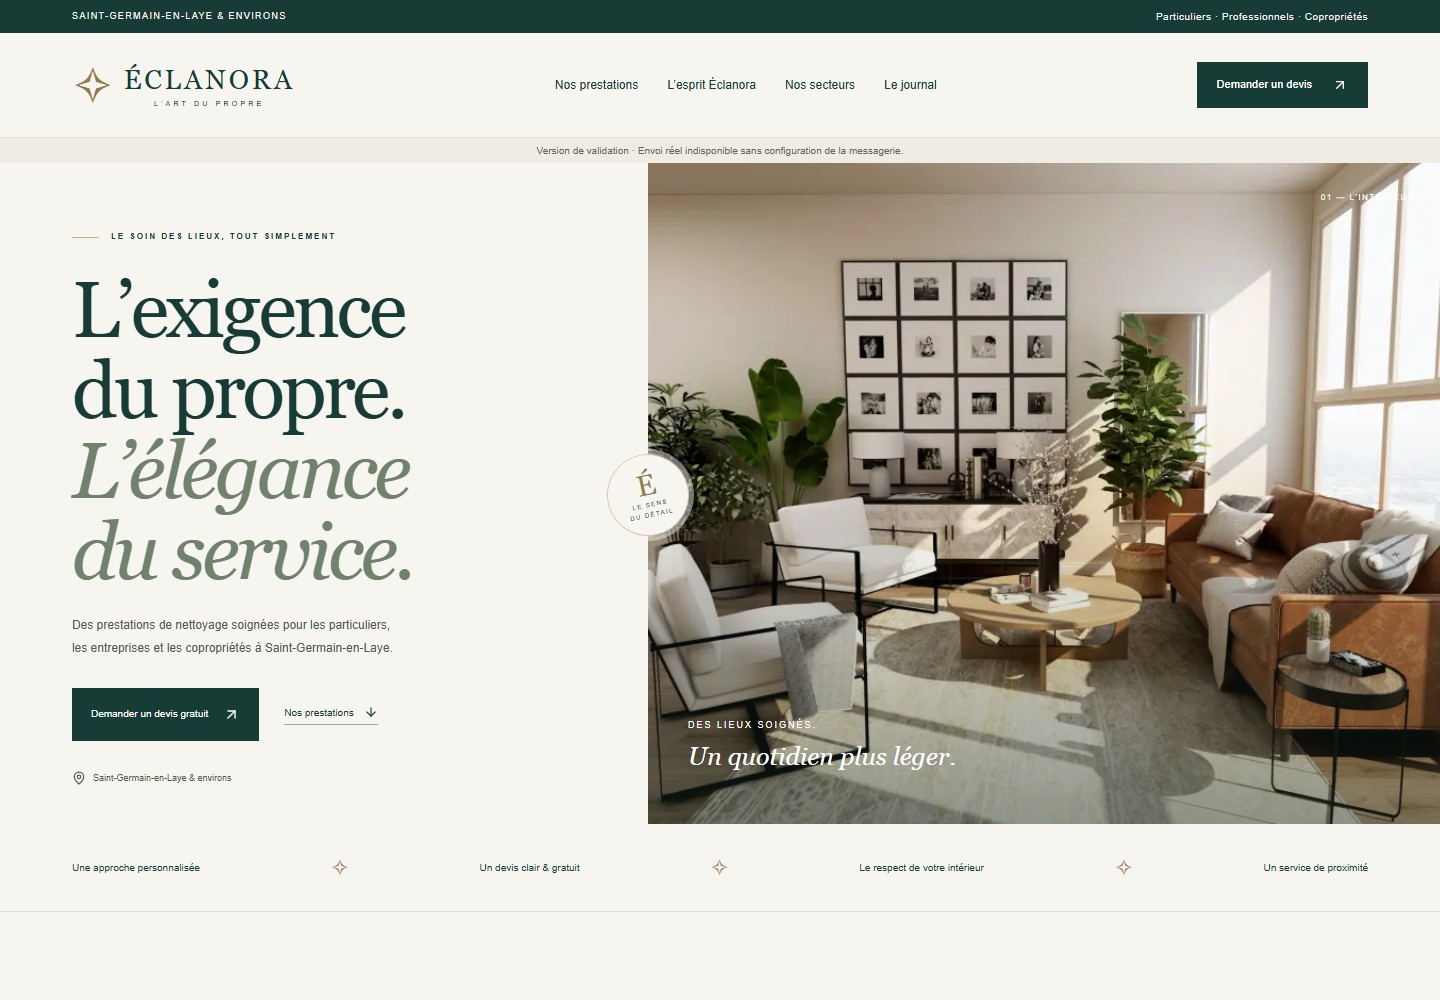 SAINT-GERMAIN-EN-LAYE & ENVIRONS
Particuliers · Professionnels · Copropriétés
ÉCLANORA
L'ART DU PROPRE
Nos prestations
L'esprit Éclanora
Nos secteurs
Le journal
Demander un devis
Version de validation · Envoi réel indisponible sans configuration de la messagerie.
01 — L'INTÉRIEUR
LE SOIN DES LIEUX, TOUT SIMPLEMENT
L'exigence
du propre.
L'élégance
du service.
É
LE SENS
DU DÉTAIL
Des prestations de nettoyage soignées pour les particuliers,
les entreprises et les copropriétés à Saint-Germain-en-Laye.
Demander un devis gratuit
Nos prestations
Saint-Germain-en-Laye & environs
DES LIEUX SOIGNÉS.
Un quotidien plus léger.
Une approche personnalisée
Un devis clair & gratuit
Le respect de votre intérieur
Un service de proximité